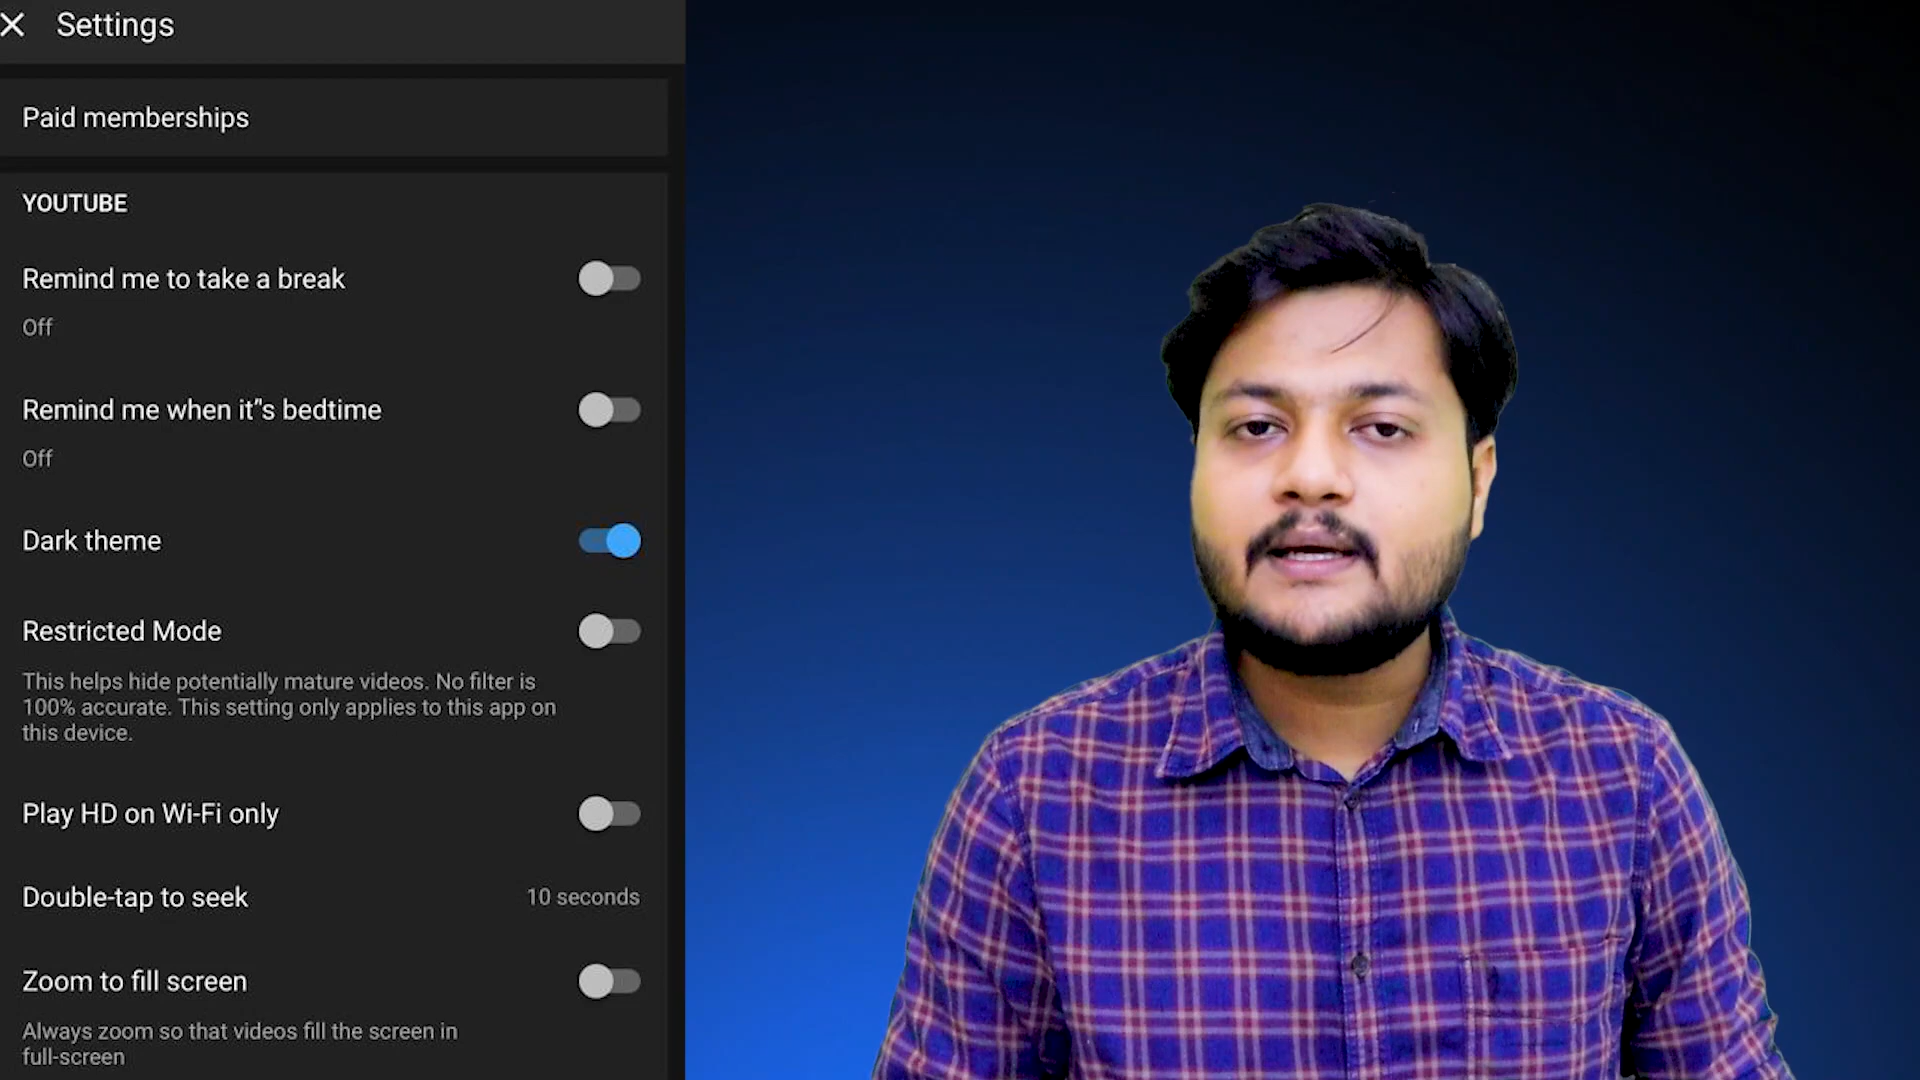 Settings
Paid memberships
YOUTUBE
Remind me to take a break
Off
Remind me when it"s bedtime
Off
Dark theme
Restricted Mode
This helps hide potentially mature videos. No filter is
100% accurate. This setting only applies to this app on
this device.
Play HD on Wi-Fi only
Double-tap to seek
10 seconds
Zoom to fill screen
Always zoom so that videos fill the screen in
full-screen